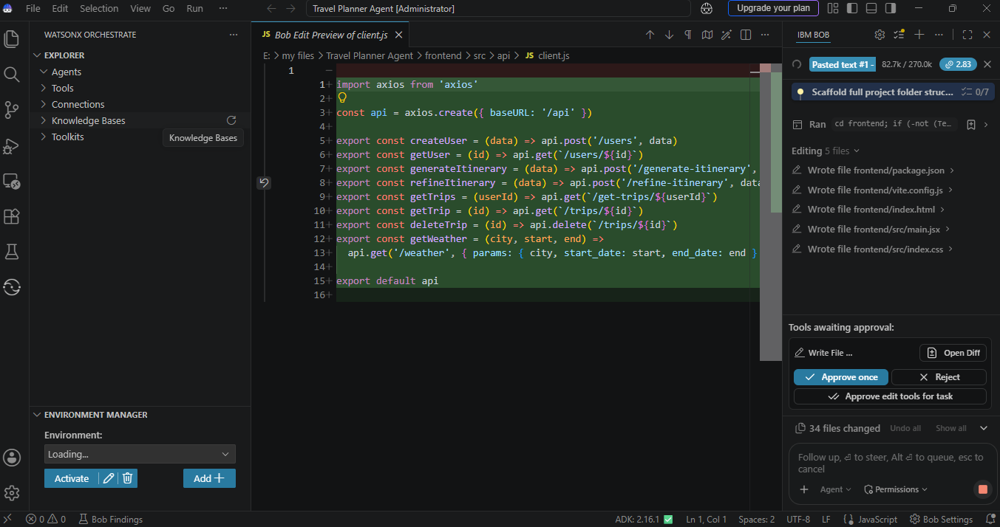 File Edit Selection View Go Run ··· Travel Planner Agent [Administrator] Upgrade your plan
WATSONX ORCHESTRATE ···
EXPLORER
Agents
Tools
Connections
Knowledge Bases
Toolkits
Knowledge Bases
ENVIRONMENT MANAGER
Environment:
Loading...
Activate Add
JS Bob Edit Preview of client.js
E: > my files > Travel Planner Agent > frontend > src > api > JS client.js
1 −
1+ import axios from 'axios'
2+
3+ const api = axios.create({ baseURL: '/api' })
4+
5+ export const createUser = (data) => api.post('/users', data)
6+ export const getUser = (id) => api.get(`/users/${id}`)
7+ export const generateItinerary = (data) => api.post('/generate-itinerary',
8+ export const refineItinerary = (data) => api.post('/refine-itinerary', data
9+ export const getTrips = (userId) => api.get(`/get-trips/${userId}`)
10+ export const getTrip = (id) => api.get(`/trips/${id}`)
11+ export const deleteTrip = (id) => api.delete(`/trips/${id}`)
12+ export const getWeather = (city, start, end) =>
13+ api.get('/weather', { params: { city, start_date: start, end_date: end }
14+
15+ export default api
16+
IBM BOB
Pasted text #1 - 82.7k / 270.0k 2.83
Scaffold full project folder struc... 0/7
Ran cd frontend; if (-not (Te…
Editing 5 files
Wrote file frontend/package.json
Wrote file frontend/vite.config.js
Wrote file frontend/index.html
Wrote file frontend/src/main.jsx
Wrote file frontend/src/index.css
Tools awaiting approval:
Write File ... Open Diff
Approve once Reject
Approve edit tools for task
34 files changed Undo all Show all
Follow up, ⏎ to steer, Alt ⏎ to queue, esc to
cancel
Agent Permissions
0 0 Bob Findings ADK: 2.16.1 ✅ Ln 1, Col 1 Spaces: 2 UTF-8 LF {} JavaScript Bob Settings